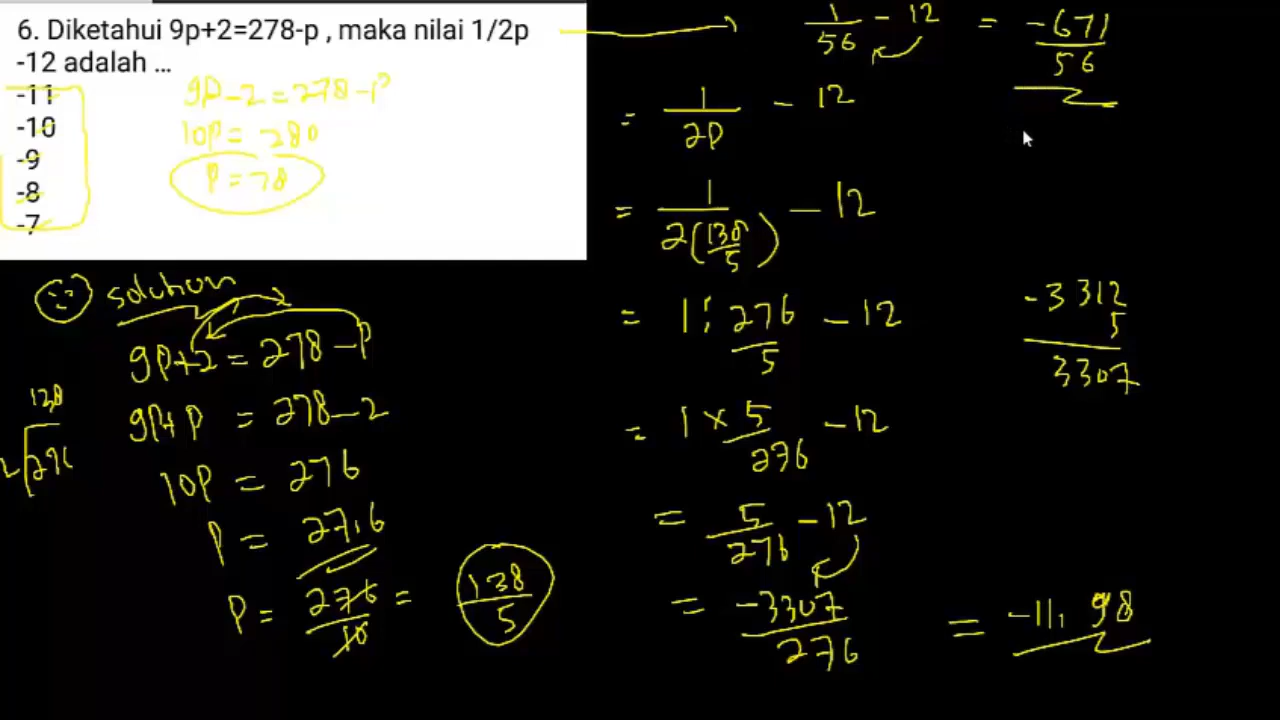 6. Diketahui 9p+2=278-p , maka nilai 1/2p
-12 adalah ...
-11
-10
-9
-8
-7
9P-2=278-P
10P= 280
P=28
solution
9P+2=278-P
9P+P = 278-2
10P = 276
P = 27,6
P = 276/10 = 138/5
138
2
1/56 - 12 = -671/56
= 1/2P - 12
= 1/2(138/5) - 12
= 1 : 276/5 - 12
= 1 × 5/276 - 12
= 5/276 - 12
= -3307/276 = -11,98
-3312
5
3307